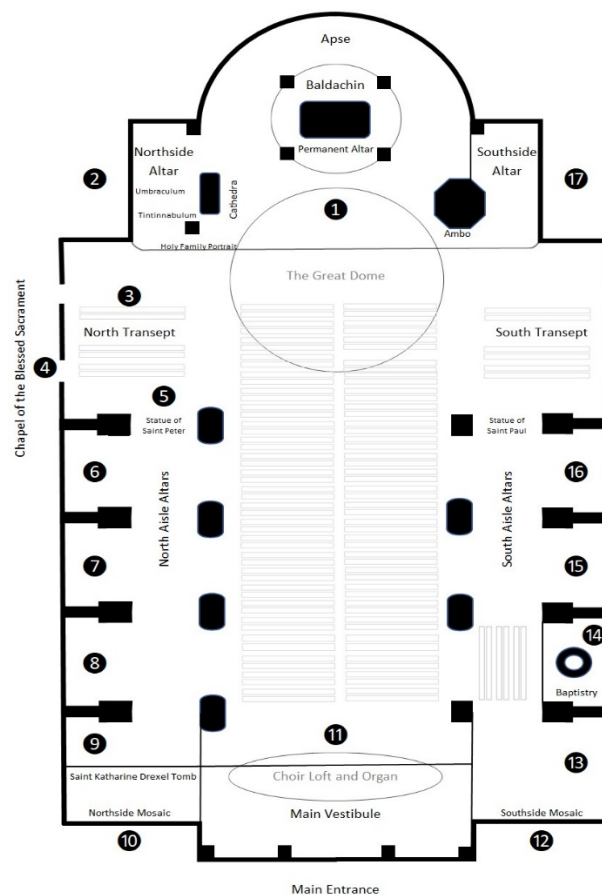 Apse
Baldachin
Permanent Altar
Northside
Altar
Southside
Altar
2
17
Umbraculum
Cathedra
Tintinnabulum
1
Ambo
Holy Family Portrait
The Great Dome
3
North Transept
South Transept
Chapel of the Blessed Sacrament
4
5
Statue of
Saint Peter
Statue of
Saint Paul
6
16
North Aisle Altars
South Aisle Altars
7
15
8
14
Baptistry
9
11
13
Saint Katharine Drexel Tomb
Choir Loft and Organ
Northside Mosaic
Main Vestibule
Southside Mosaic
10
12
Main Entrance